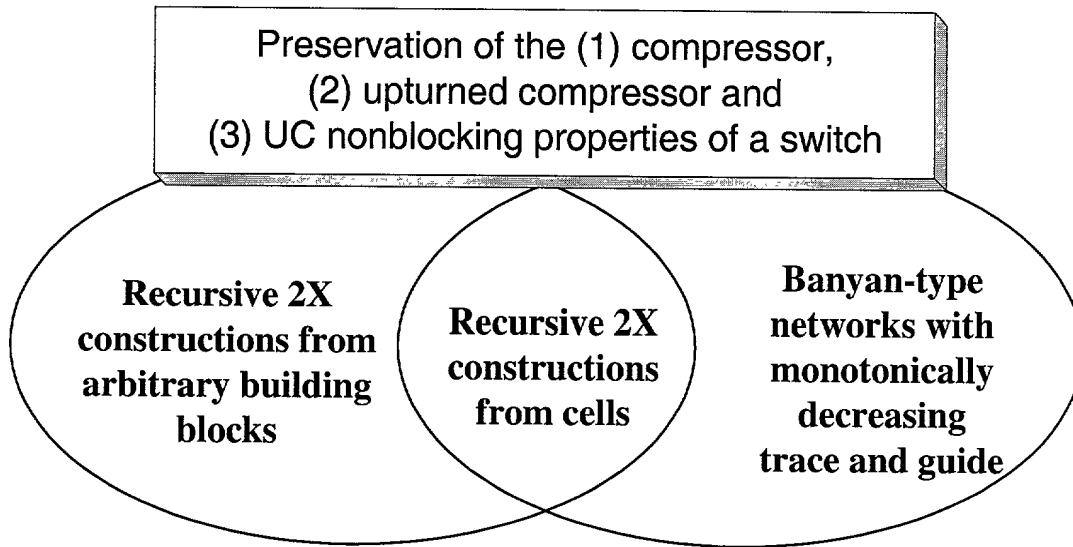 Preservation of the (1) compressor,
(2) upturned compressor and
(3) UC nonblocking properties of a switch
Recursive 2X
constructions from
arbitrary building
blocks
Recursive 2X
constructions
from cells
Banyan-type
networks with
monotonically
decreasing
trace and guide